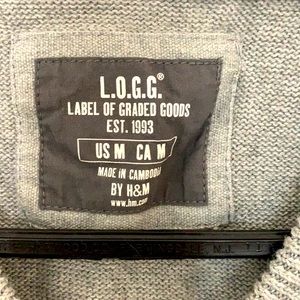 L.O.G.G.®
LABEL OF GRADED GOODS
EST. 1993
US M CA M
MADE IN CAMBODIA
BY H&M
www.hm.com
N.J.